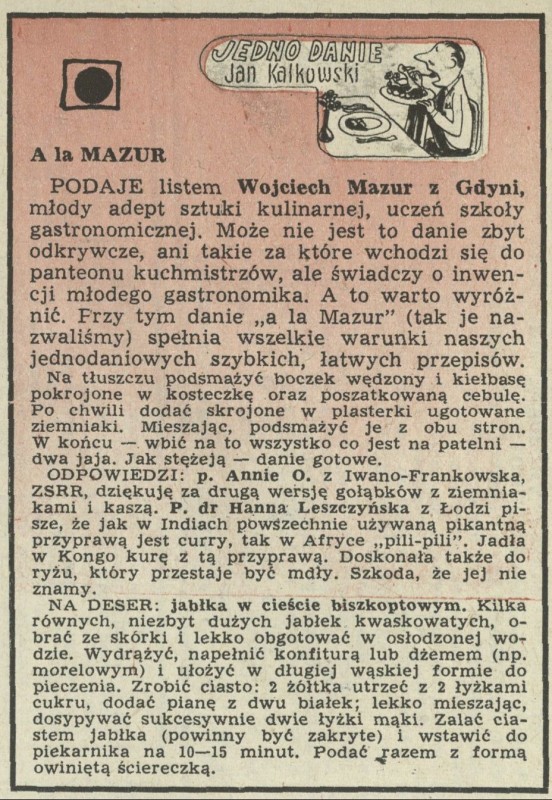 JEDNO DANIE
Jan Kalkowski
A la MAZUR
PODAJE listem Wojciech Mazur z Gdyni,
młody adept sztuki kulinarnej, uczeń szkoły
gastronomicznej. Może nie jest to danie zbyt
odkrywcze, ani takie za które wchodzi się do
panteonu kuchmistrzów, ale świadczy o inwen-
cji młodego gastronomika. A to warto wyróż-
nić. Przy tym danie „a la Mazur" (tak je na-
zwaliśmy) spełnia wszelkie warunki naszych
jednodaniowych szybkich, łatwych przepisów.
Na tłuszczu podsmażyć boczek wędzony i kiełbasę
pokrojone w kosteczkę oraz poszatkowaną cebulę.
Po chwili dodać skrojone w plasterki ugotowane
ziemniaki. Mieszając, podsmażyć je z obu stron.
W końcu — wbić na to wszystko co jest na patelni —
dwa jaja. Jak stężeją — danie gotowe.
ODPOWIEDZI: p. Annie O. z Iwano-Frankowska,
ZSRR, dziękuję za drugą wersję gołąbków z ziemnia-
kami i kaszą. P. dr Hanna Leszczyńska z Łodzi pi-
sze, że jak w Indiach powszechnie używaną pikantną
przyprawą jest curry, tak w Afryce „pili-pili". Jadła
w Kongo kurę z tą przyprawą. Doskonała także do
ryżu, który przestaje być mdły. Szkoda, że jej nie
znamy.
NA DESER: jabłka w cieście biszkoptowym. Kilka
równych, niezbyt dużych jabłek kwaskowatych, o-
brać ze skórki i lekko obgotować w osłodzonej wo-
dzie. Wydrążyć, napełnić konfiturą lub dżemem (np.
morelowym) i ułożyć w długiej wąskiej formie do
pieczenia. Zrobić ciasto: 2 żółtka utrzeć z 2 łyżkami
cukru, dodać pianę z dwu białek; lekko mieszając,
dosypywać sukcesywnie dwie łyżki mąki. Zalać cia-
stem jabłka (powinny być zakryte) i wstawić do
piekarnika na 10—15 minut. Podać razem z formą
owiniętą ściereczką.